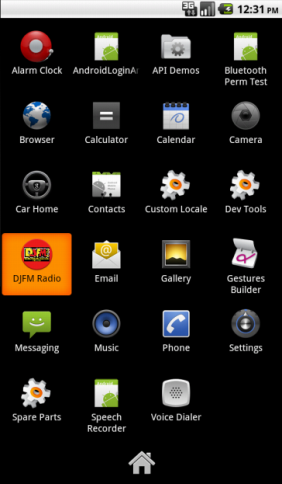 3G
12:31 PM
Alarm Clock
AndroidLoginA
API Demos
Bluetooth
Perm Test
Browser
Calculator
Calendar
Camera
Car Home
Contacts
Custom Locale
Dev Tools
DJFM
DJFM Radio
Email
Gallery
Gestures
Builder
Messaging
Music
Phone
Settings
Spare Parts
Speech
Recorder
Voice Dialer